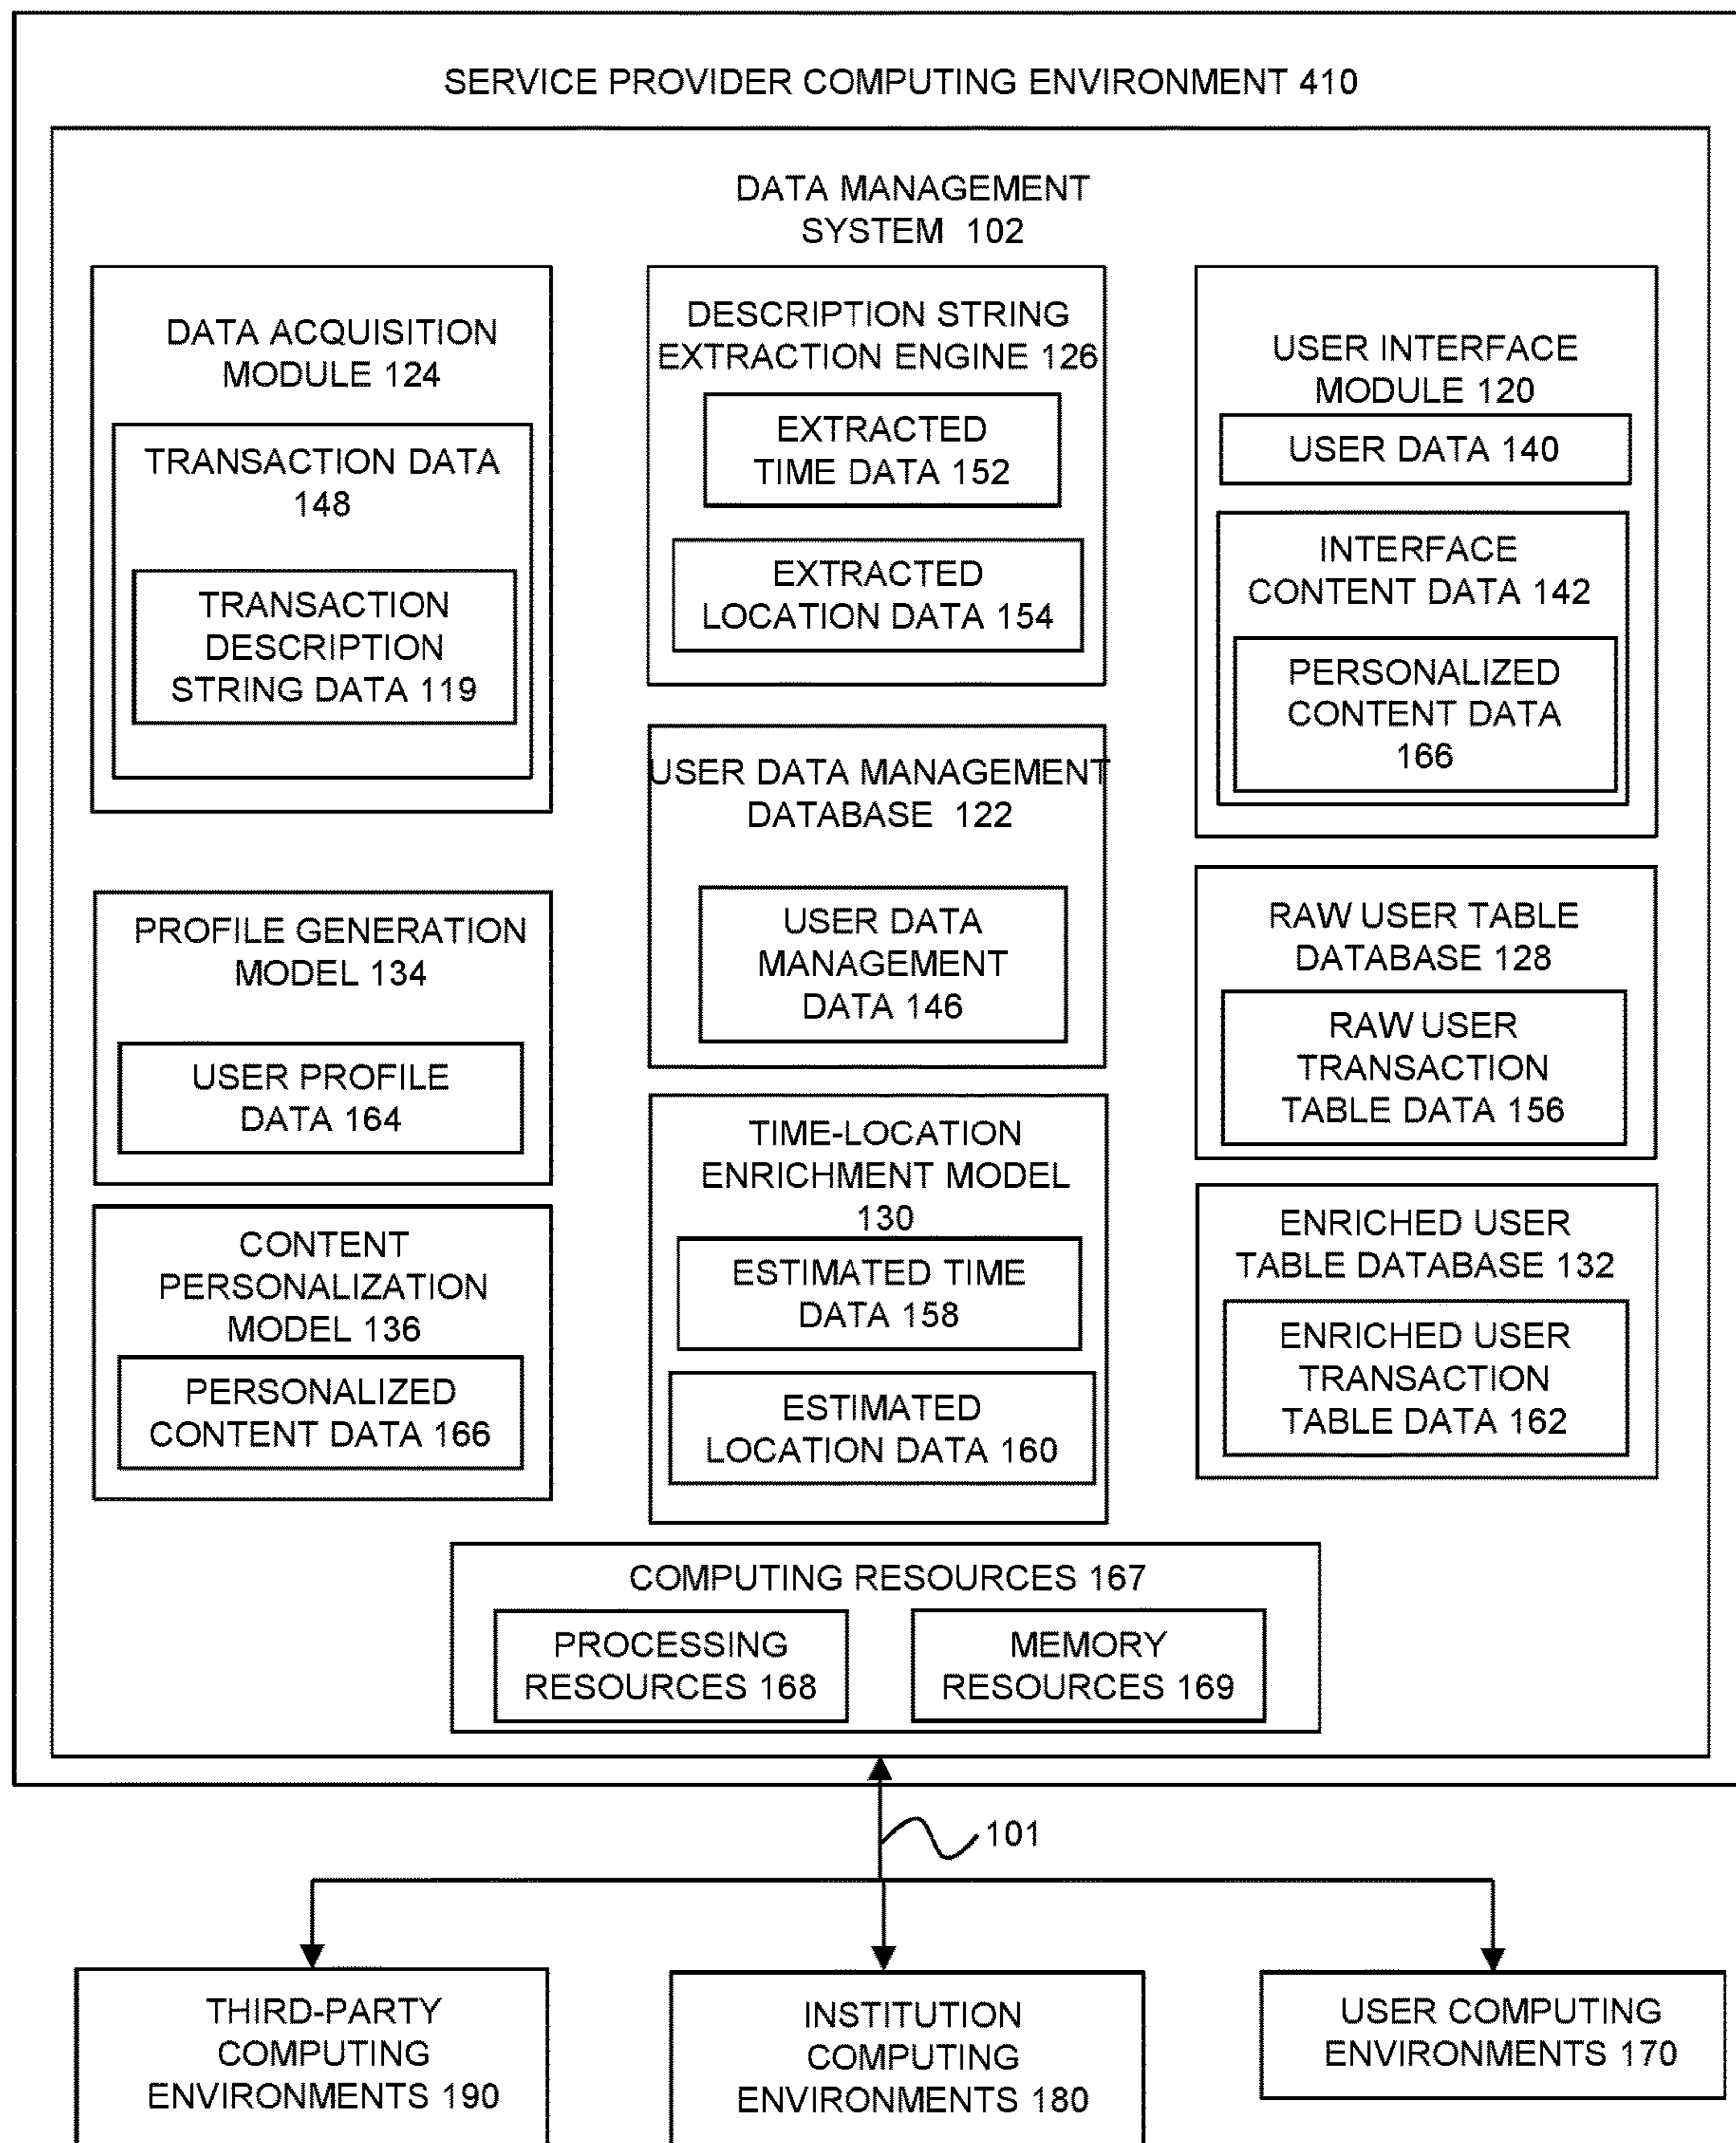 SERVICE PROVIDER COMPUTING ENVIRONMENT 410
DATA MANAGEMENT
SYSTEM 102
DATA ACQUISITION
MODULE 124
TRANSACTION DATA
148
TRANSACTION
DESCRIPTION
STRING DATA 119
DESCRIPTION STRING
EXTRACTION ENGINE 126
EXTRACTED
TIME DATA 152
EXTRACTED
LOCATION DATA 154
USER INTERFACE
MODULE 120
USER DATA 140
INTERFACE
CONTENT DATA 142
PERSONALIZED
CONTENT DATA
166
USER DATA MANAGEMENT
DATABASE 122
USER DATA
MANAGEMENT
DATA 146
PROFILE GENERATION
MODEL 134
USER PROFILE
DATA 164
RAW USER TABLE
DATABASE 128
RAW USER
TRANSACTION
TABLE DATA 156
TIME-LOCATION
ENRICHMENT MODEL
130
ESTIMATED TIME
DATA 158
ESTIMATED
LOCATION DATA 160
CONTENT
PERSONALIZATION
MODEL 136
PERSONALIZED
CONTENT DATA 166
ENRICHED USER
TABLE DATABASE 132
ENRICHED USER
TRANSACTION
TABLE DATA 162
COMPUTING RESOURCES 167
PROCESSING
RESOURCES 168
MEMORY
RESOURCES 169
101
THIRD-PARTY
COMPUTING
ENVIRONMENTS 190
INSTITUTION
COMPUTING
ENVIRONMENTS 180
USER COMPUTING
ENVIRONMENTS 170